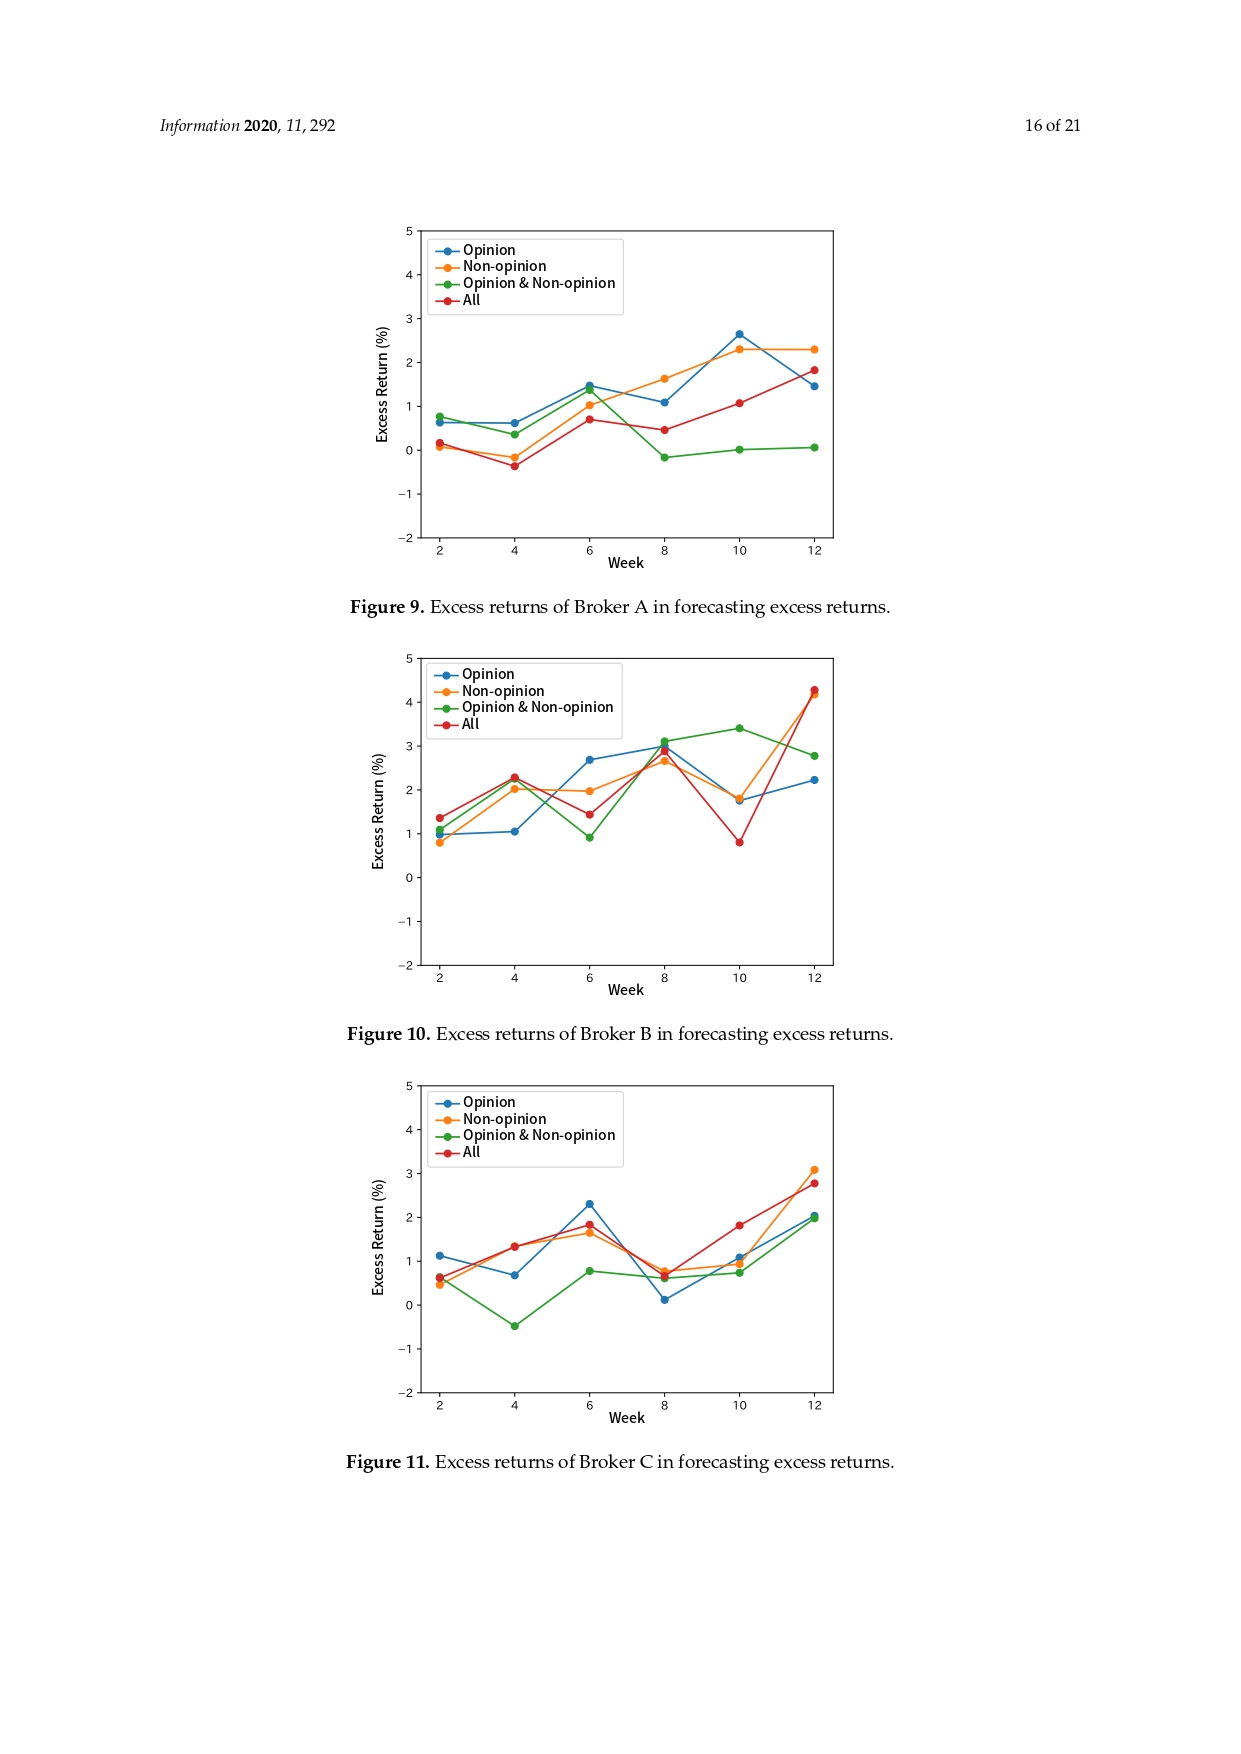 Information 2020, 11, 292
16 of 21
5
4
3
2
1
0
−1
−2
Excess Return (%)
Opinion
Non-opinion
Opinion & Non-opinion
All
2 4 6 8 10 12
Week
Figure 9. Excess returns of Broker A in forecasting excess returns.
5
4
3
2
1
0
−1
−2
Excess Return (%)
Opinion
Non-opinion
Opinion & Non-opinion
All
2 4 6 8 10 12
Week
Figure 10. Excess returns of Broker B in forecasting excess returns.
5
4
3
2
1
0
−1
−2
Excess Return (%)
Opinion
Non-opinion
Opinion & Non-opinion
All
2 4 6 8 10 12
Week
Figure 11. Excess returns of Broker C in forecasting excess returns.